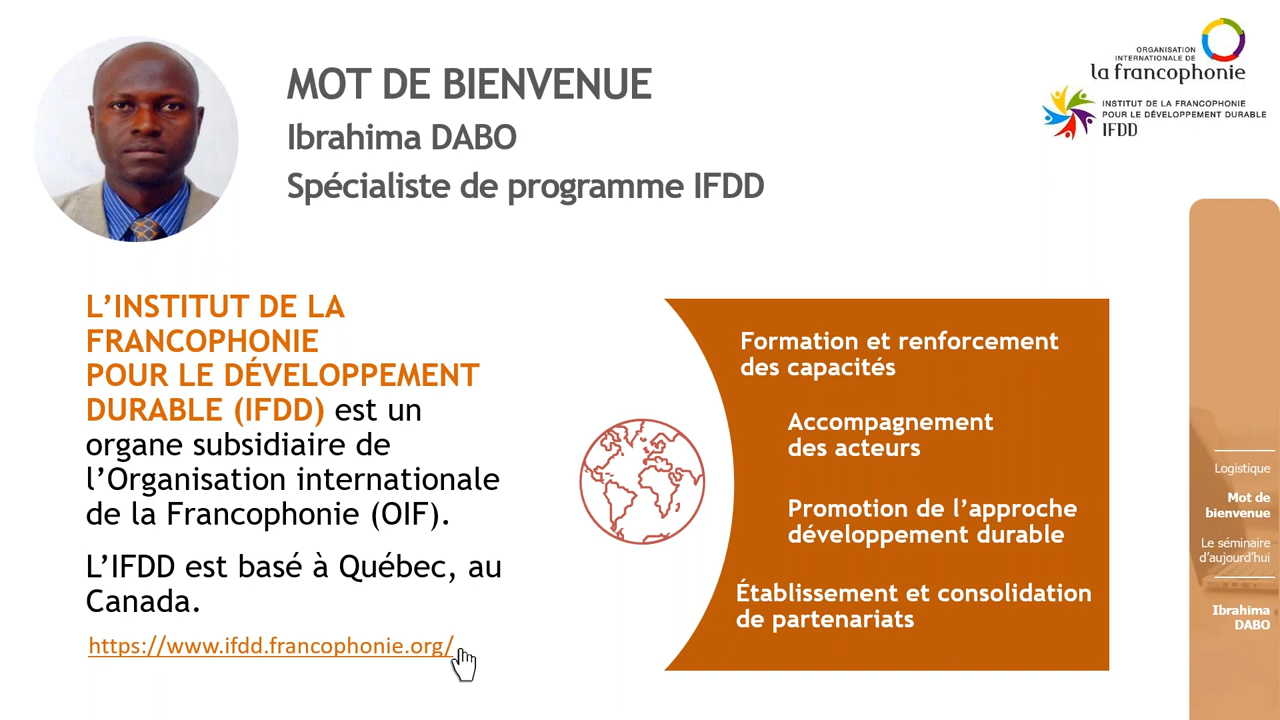 MOT DE BIENVENUE
Ibrahima DABO
Spécialiste de programme IFDD
ORGANISATION
INTERNATIONALE DE
la francophonie
INSTITUT DE LA FRANCOPHONIE
POUR LE DÉVELOPPEMENT DURABLE
IFDD
L’INSTITUT DE LA
FRANCOPHONIE
POUR LE DÉVELOPPEMENT
DURABLE (IFDD) est un
organe subsidiaire de
l’Organisation internationale
de la Francophonie (OIF).
L’IFDD est basé à Québec, au
Canada.
https://www.ifdd.francophonie.org/
Formation et renforcement
des capacités
Accompagnement
des acteurs
Promotion de l’approche
développement durable
Établissement et consolidation
de partenariats
Logistique
Mot de
bienvenue
Le séminaire
d’aujourd’hui
Ibrahima
DABO